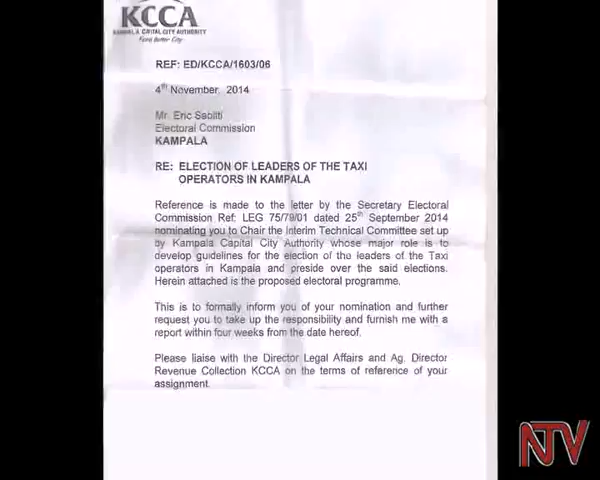 KCCA
KAMPALA CAPITAL CITY AUTHORITY
For a better City
REF: ED/KCCA/1603/06
4th November, 2014
Mr. Eric Sabiiti
Electoral Commission
KAMPALA
RE: ELECTION OF LEADERS OF THE TAXI
OPERATORS IN KAMPALA
Reference is made to the letter by the Secretary Electoral
Commission Ref: LEG 75/79/01 dated 25th September 2014
nominating you to Chair the Interim Technical Committee set up
by Kampala Capital City Authority whose major role is to
develop guidelines for the election of the leaders of the Taxi
operators in Kampala and preside over the said elections.
Herein attached is the proposed electoral programme.
This is to formally inform you of your nomination and further
request you to take up the responsibility and furnish me with a
report within four weeks from the date hereof.
Please liaise with the Director Legal Affairs and Ag. Director
Revenue Collection KCCA on the terms of reference of your
assignment.
NTV